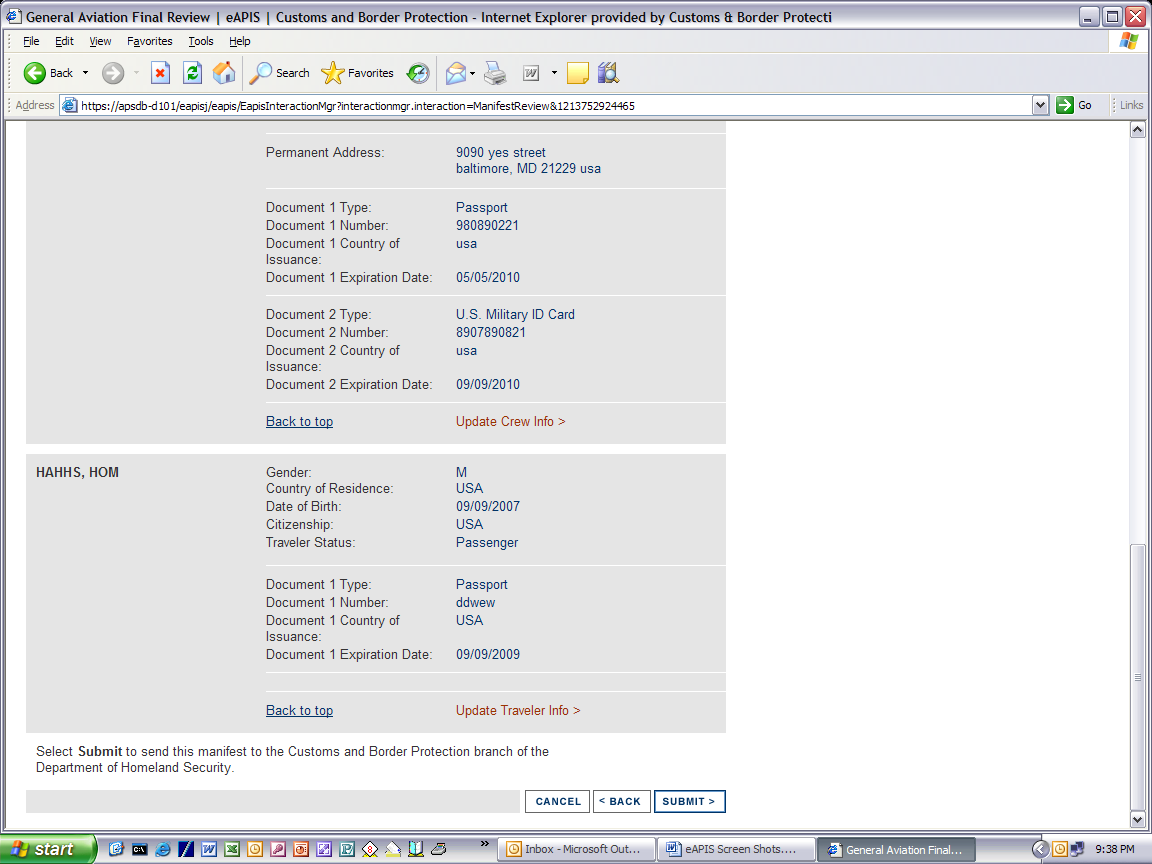 General Aviation Final Review | eAPIS | Customs and Border Protection - Internet Explorer provided by Customs & Border Protecti
File Edit View Favorites Tools Help
Back Search Favorites
Address https://apsdb-d101/eapisj/eapis/EapisInteractionMgr?interactionmgr.interaction=ManifestReview&1213752924465 Go Links
Permanent Address: 9090 yes street
baltimore, MD 21229 usa
Document 1 Type: Passport
Document 1 Number: 980890221
Document 1 Country of usa
Issuance:
Document 1 Expiration Date: 05/05/2010
Document 2 Type: U.S. Military ID Card
Document 2 Number: 8907890821
Document 2 Country of usa
Issuance:
Document 2 Expiration Date: 09/09/2010
Back to top Update Crew Info >
HAHHS, HOM Gender: M
Country of Residence: USA
Date of Birth: 09/09/2007
Citizenship: USA
Traveler Status: Passenger
Document 1 Type: Passport
Document 1 Number: ddwew
Document 1 Country of USA
Issuance:
Document 1 Expiration Date: 09/09/2009
Back to top Update Traveler Info >
Select Submit to send this manifest to the Customs and Border Protection branch of the
Department of Homeland Security.
CANCEL < BACK SUBMIT >
start » Inbox - Microsoft Out... eAPIS Screen Shots.... General Aviation Final... 9:38 PM